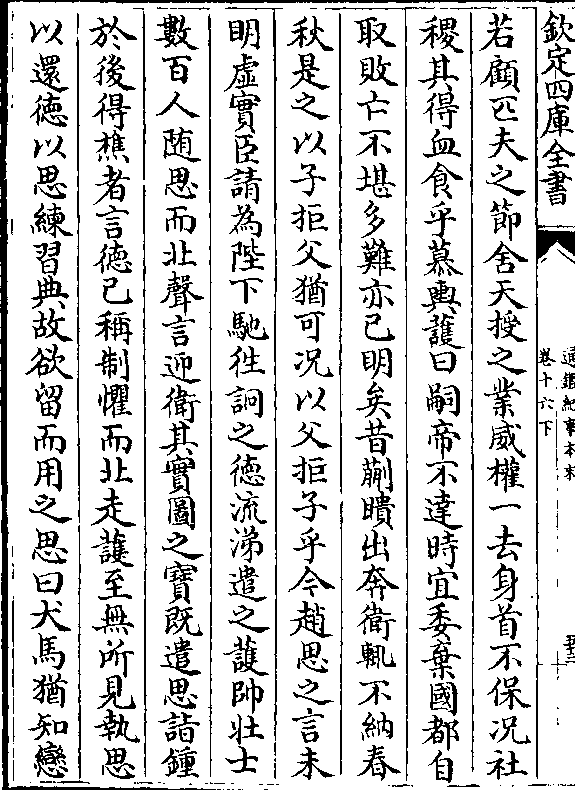 欽定四庫全書
通鑑紀事本末
卷十六下
若顧匹夫之節舍天授之業威權一去身首不保况社
稷其得血食乎慕輿䕶曰嗣帝不達時宜委棄國都自
取敗亡不堪多難亦已明矣昔蒯聵出奔衛輒不納春
秋是之以子拒父猶可况以父拒子乎今趙思之言未
明虛實臣請為陛下馳往詗之德流涕遣之䕶帥壯士
數百人随思而北聲言迎衛其實圖之寶既遣思詣鍾
於後得樵者言德已稱制懼而北走䕶至無所見執思
以還德以思練習典故欲留而用之思曰犬馬猶知戀